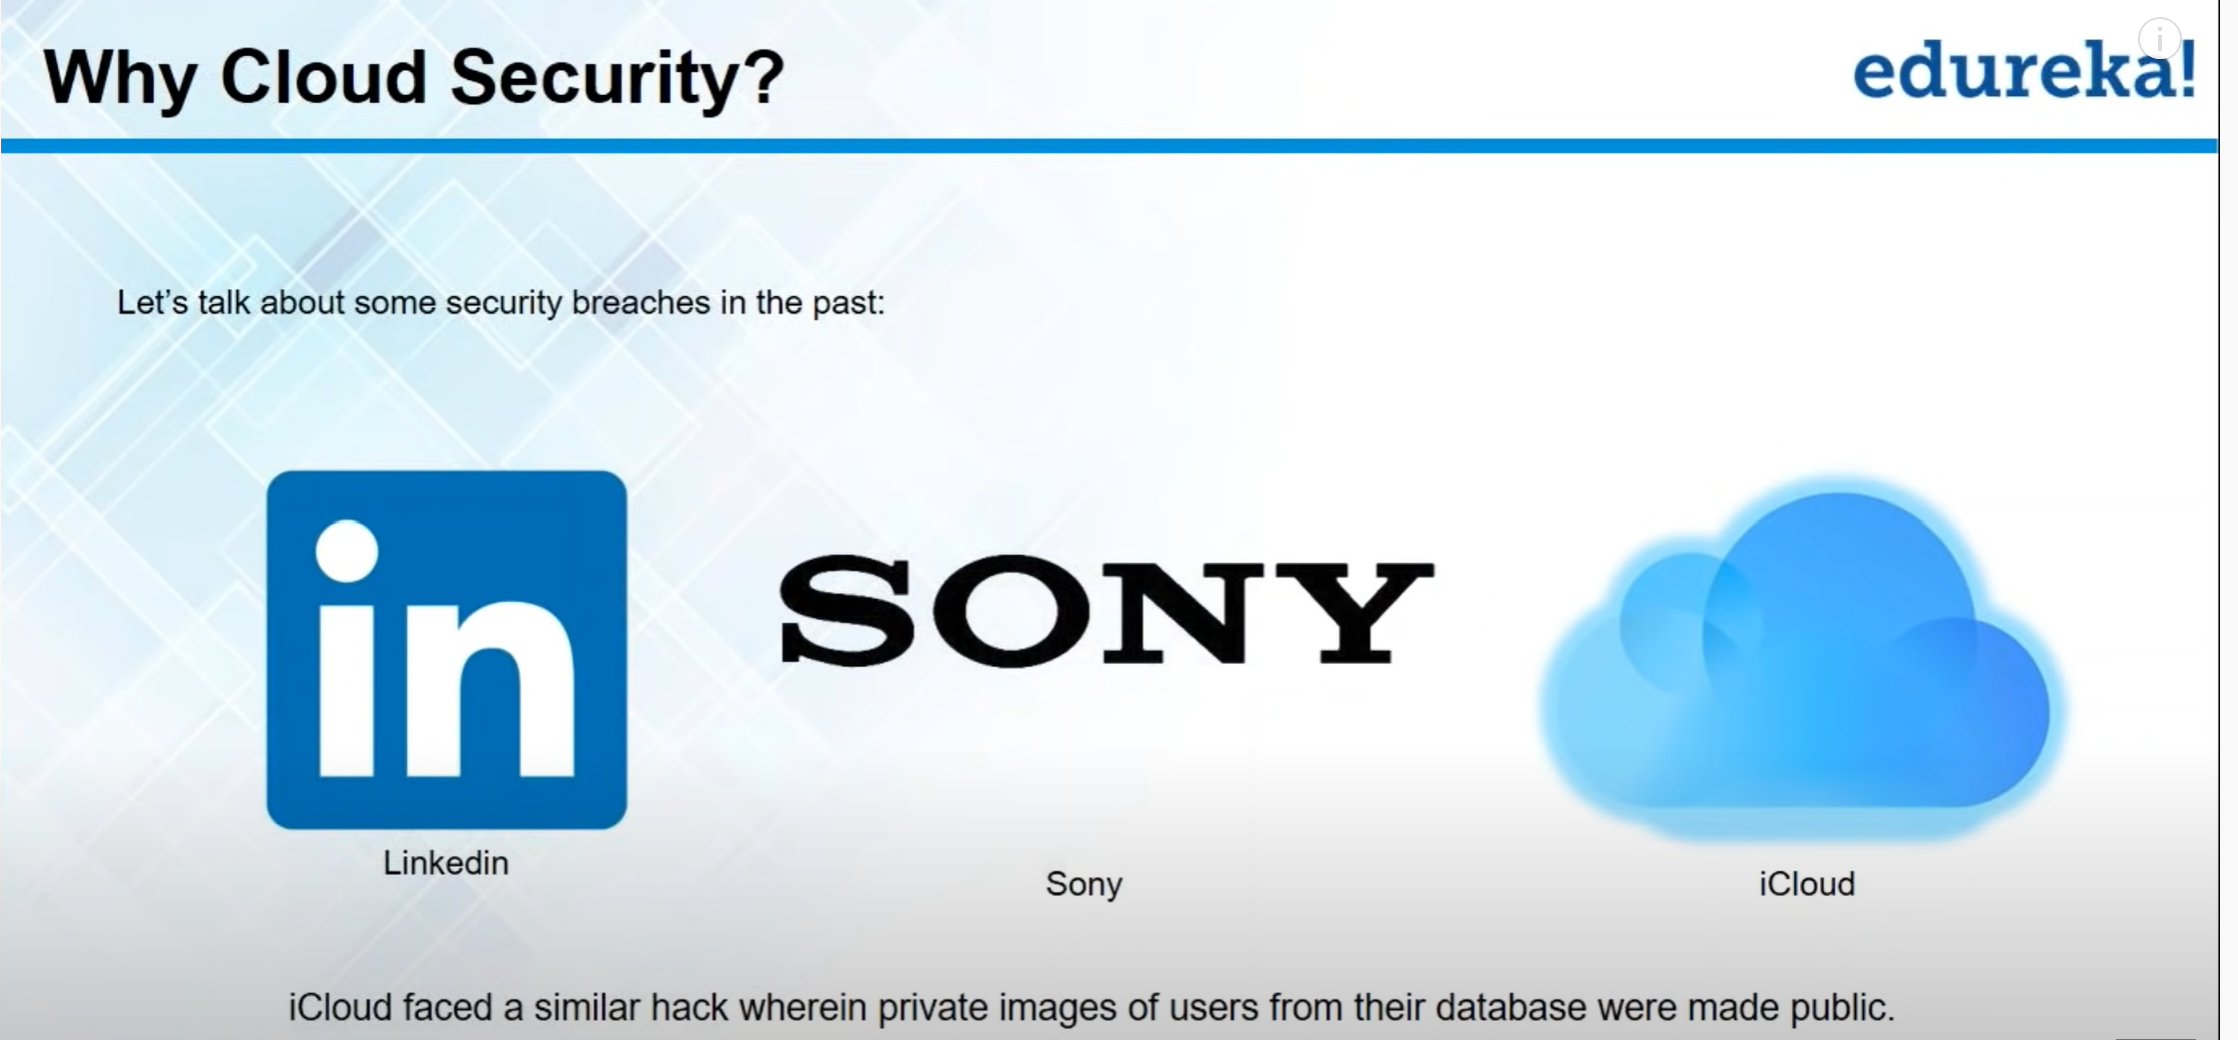 Why Cloud Security?
edureka!
Let's talk about some security breaches in the past:
in
SONY
Linkedin
Sony
iCloud
iCloud faced a similar hack wherein private images of users from their database were made public.